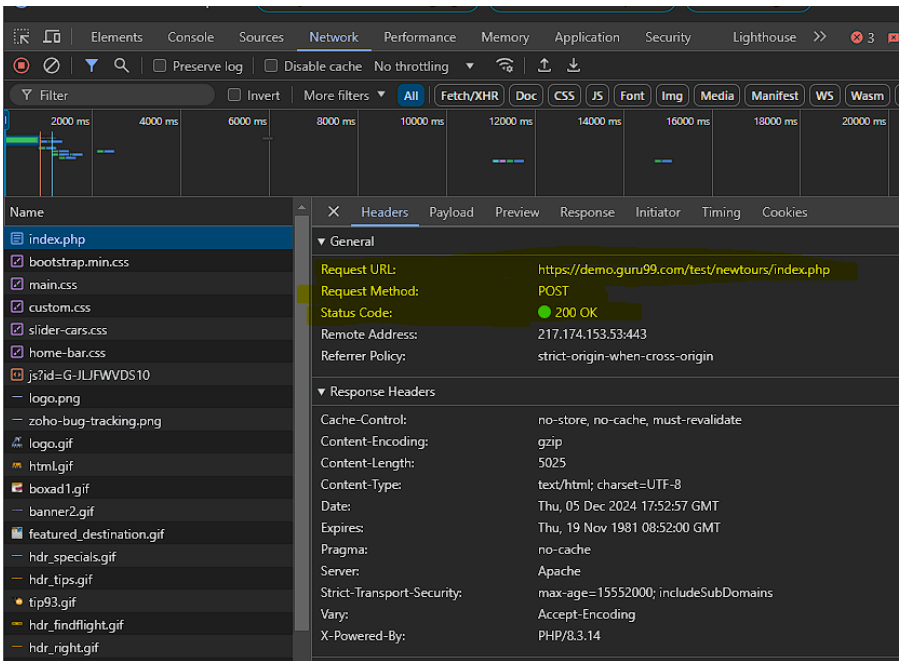 Elements Console Sources Network Performance Memory Application Security Lighthouse 3
Preserve log Disable cache No throttling
Filter Invert More filters All Fetch/XHR Doc CSS JS Font Img Media Manifest WS Wasm
2000 ms 4000 ms 6000 ms 8000 ms 10000 ms 12000 ms 14000 ms 16000 ms 18000 ms 20000 ms
Name
index.php
bootstrap.min.css
main.css
custom.css
slider-cars.css
home-bar.css
js?id=G-JLJFWVDS10
logo.png
zoho-bug-tracking.png
logo.gif
html.gif
boxad1.gif
banner2.gif
featured_destination.gif
hdr_specials.gif
hdr_tips.gif
tip93.gif
hdr_findflight.gif
hdr_right.gif
Headers Payload Preview Response Initiator Timing Cookies
General
Request URL: https://demo.guru99.com/test/newtours/index.php
Request Method: POST
Status Code: 200 OK
Remote Address: 217.174.153.53:443
Referrer Policy: strict-origin-when-cross-origin
Response Headers
Cache-Control: no-store, no-cache, must-revalidate
Content-Encoding: gzip
Content-Length: 5025
Content-Type: text/html; charset=UTF-8
Date: Thu, 05 Dec 2024 17:52:57 GMT
Expires: Thu, 19 Nov 1981 08:52:00 GMT
Pragma: no-cache
Server: Apache
Strict-Transport-Security: max-age=15552000; includeSubDomains
Vary: Accept-Encoding
X-Powered-By: PHP/8.3.14